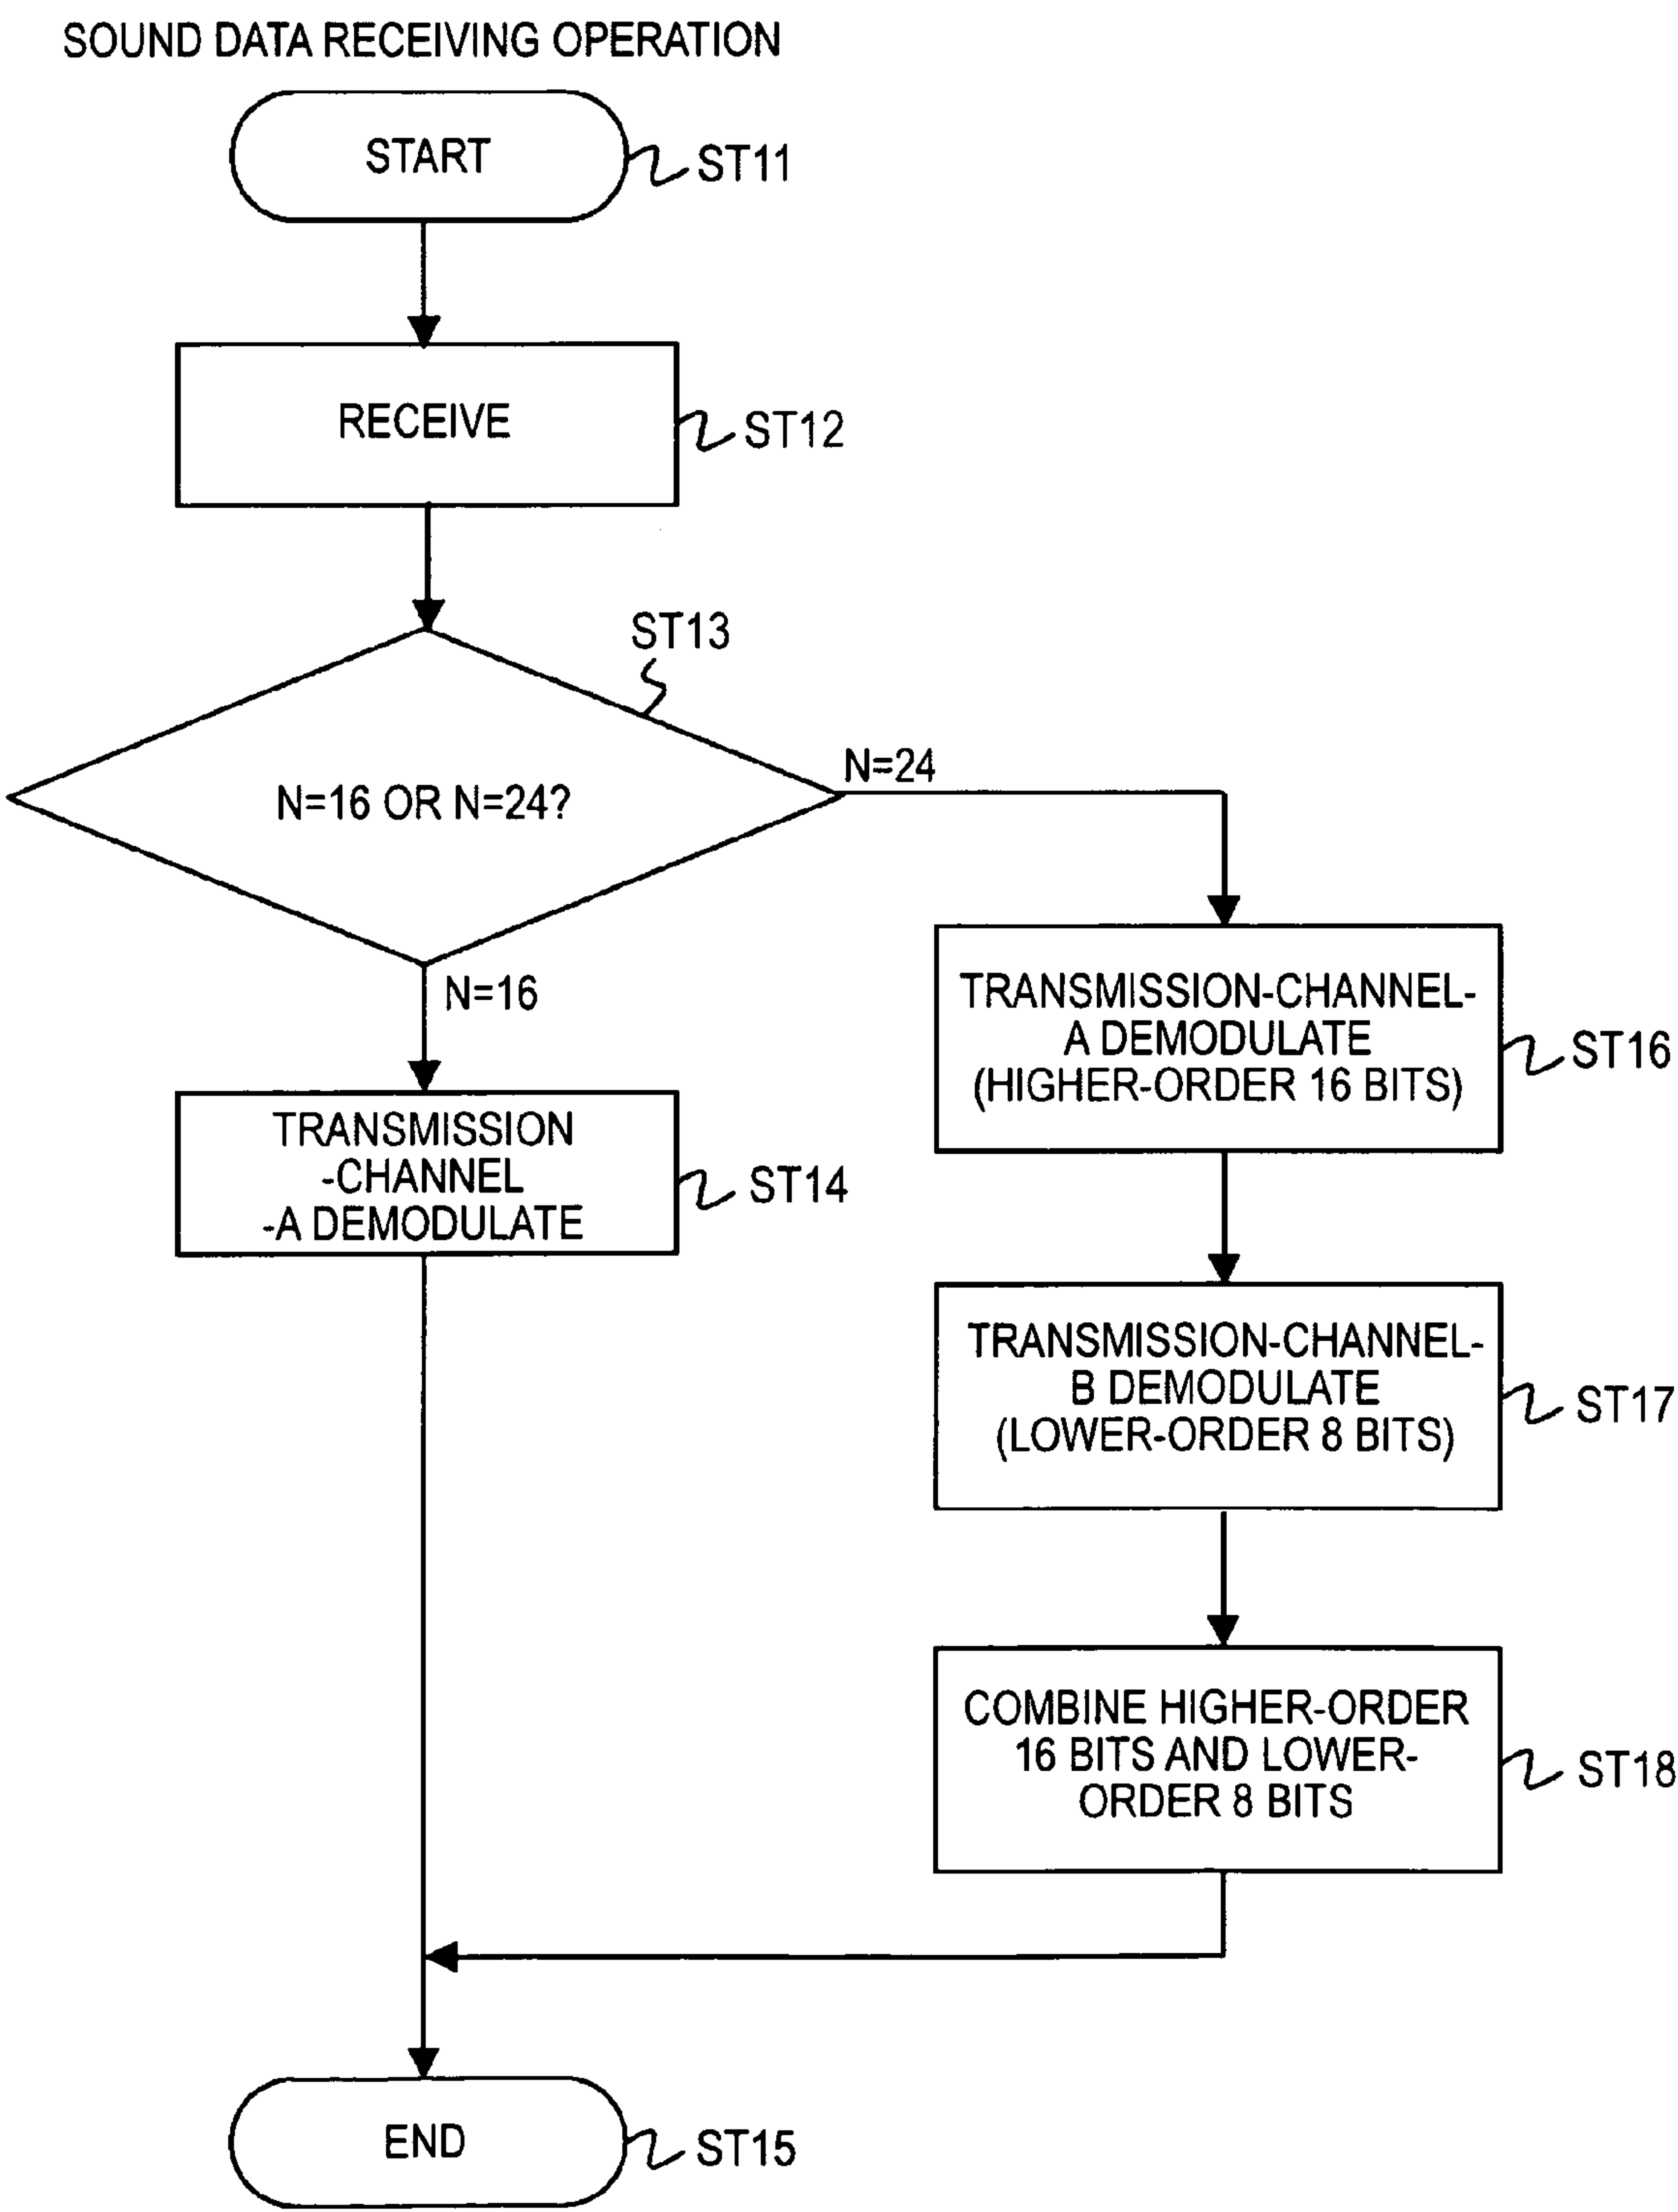 SOUND DATA RECEIVING OPERATION
START
ST11
RECEIVE
ST12
ST13
N=16 OR N=24?
N=24
N=16
TRANSMISSION
-CHANNEL
-A DEMODULATE
ST14
TRANSMISSION-CHANNEL-
A DEMODULATE
(HIGHER-ORDER 16 BITS)
ST16
TRANSMISSION-CHANNEL-
B DEMODULATE
(LOWER-ORDER 8 BITS)
ST17
COMBINE HIGHER-ORDER
16 BITS AND LOWER-
ORDER 8 BITS
ST18
END
ST15